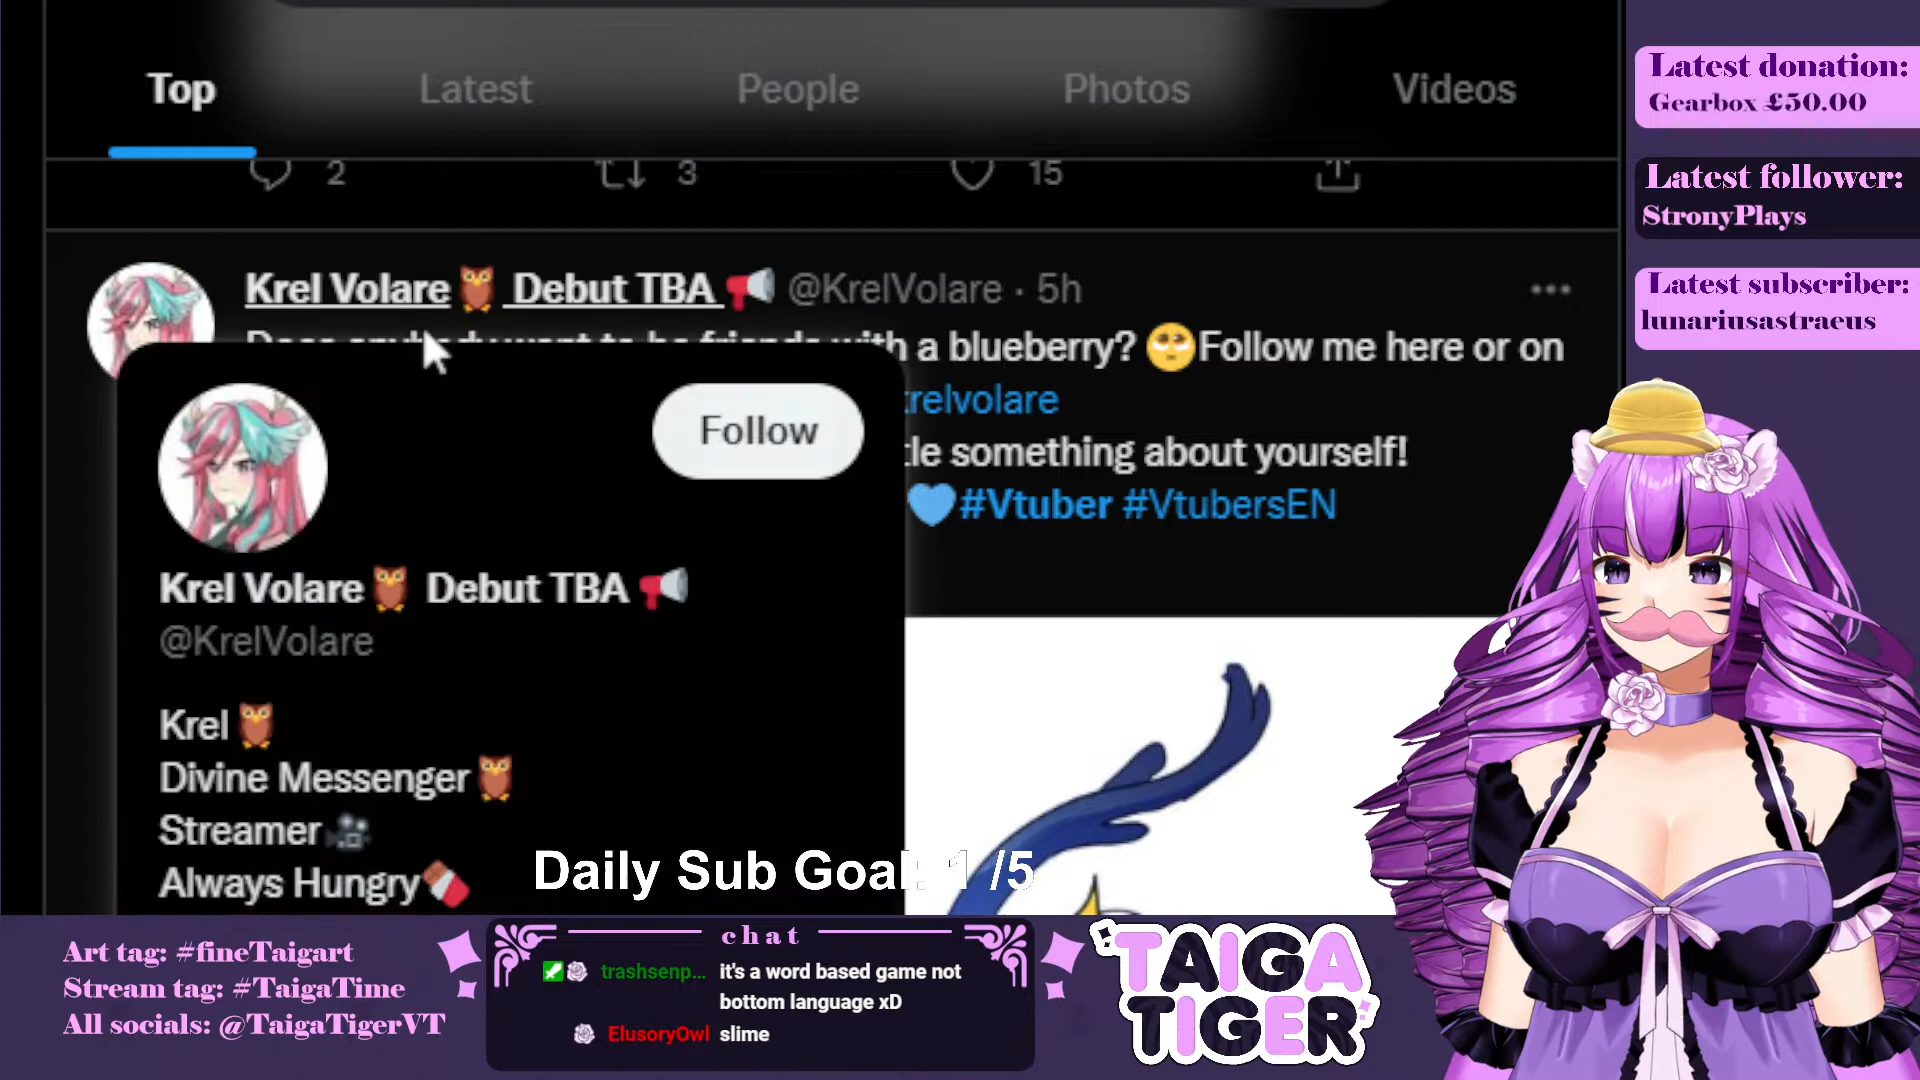 Top Latest People Photos Videos
2 3 15
Krel Volare🦉 Debut TBA 📢 @KrelVolare · 5h
with a blueberry? 🥺Follow me here or on
relvolare
tle something about yourself!
💙#Vtuber #VtubersEN
Follow
Krel Volare🦉 Debut TBA 📢
@KrelVolare
Krel🦉
Divine Messenger🦉
Streamer🎥
Always Hungry🍫
Daily Sub Goal: 1 /5
Latest donation:
Gearbox £50.00
Latest follower:
StronyPlays
Latest subscriber:
lunariusastraeus
Art tag: #fineTaigart
Stream tag: #TaigaTime
All socials: @TaigaTigerVT
chat
trashsenp... it's a word based game not
bottom language xD
ElusoryOwl slime
TAIGA
TIGER